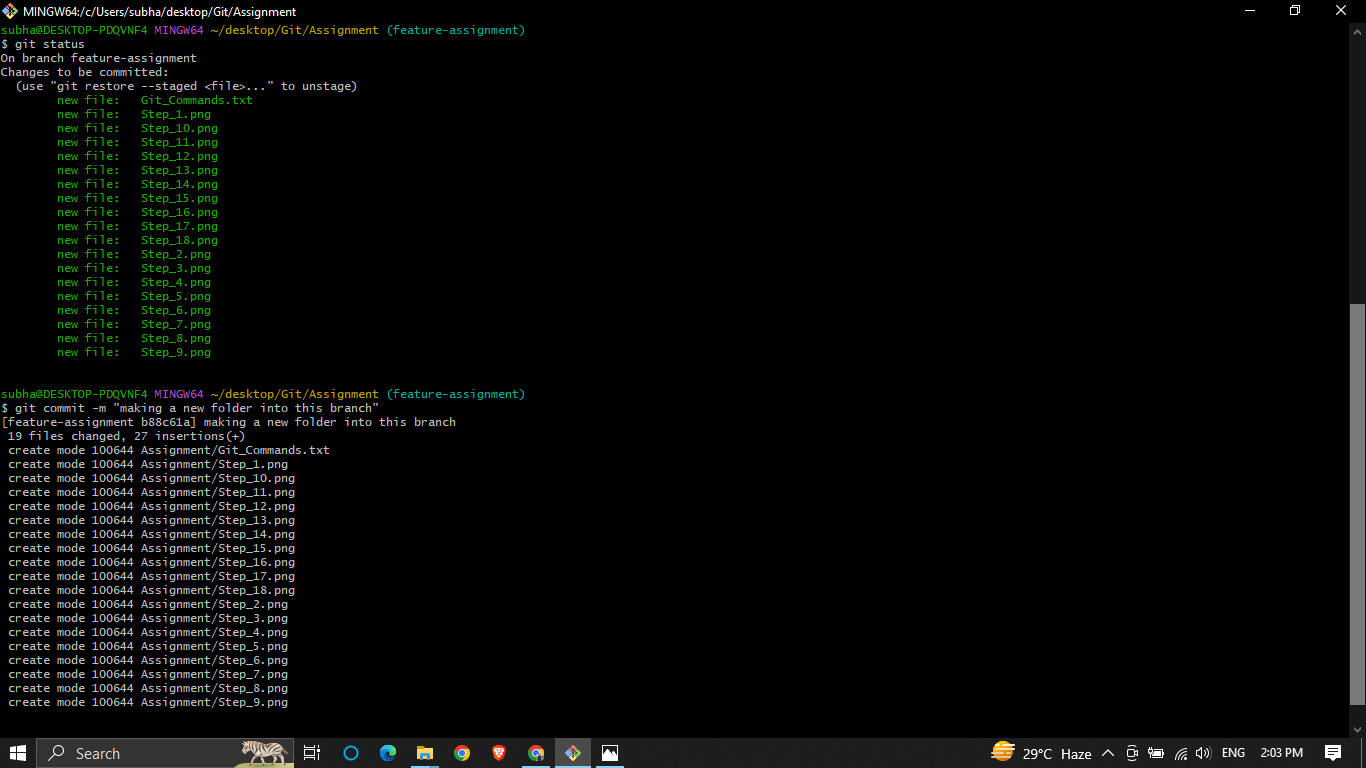 MINGW64:/c/Users/subha/desktop/Git/Assignment
subha@DESKTOP-PDQVNF4 MINGW64 ~/desktop/Git/Assignment (feature-assignment)
$ git status
On branch feature-assignment
Changes to be committed:
  (use "git restore --staged <file>..." to unstage)
        new file:   Git_Commands.txt
        new file:   Step_1.png
        new file:   Step_10.png
        new file:   Step_11.png
        new file:   Step_12.png
        new file:   Step_13.png
        new file:   Step_14.png
        new file:   Step_15.png
        new file:   Step_16.png
        new file:   Step_17.png
        new file:   Step_18.png
        new file:   Step_2.png
        new file:   Step_3.png
        new file:   Step_4.png
        new file:   Step_5.png
        new file:   Step_6.png
        new file:   Step_7.png
        new file:   Step_8.png
        new file:   Step_9.png
subha@DESKTOP-PDQVNF4 MINGW64 ~/desktop/Git/Assignment (feature-assignment)
$ git commit -m "making a new folder into this branch"
[feature-assignment b88c61a] making a new folder into this branch
 19 files changed, 27 insertions(+)
 create mode 100644 Assignment/Git_Commands.txt
 create mode 100644 Assignment/Step_1.png
 create mode 100644 Assignment/Step_10.png
 create mode 100644 Assignment/Step_11.png
 create mode 100644 Assignment/Step_12.png
 create mode 100644 Assignment/Step_13.png
 create mode 100644 Assignment/Step_14.png
 create mode 100644 Assignment/Step_15.png
 create mode 100644 Assignment/Step_16.png
 create mode 100644 Assignment/Step_17.png
 create mode 100644 Assignment/Step_18.png
 create mode 100644 Assignment/Step_2.png
 create mode 100644 Assignment/Step_3.png
 create mode 100644 Assignment/Step_4.png
 create mode 100644 Assignment/Step_5.png
 create mode 100644 Assignment/Step_6.png
 create mode 100644 Assignment/Step_7.png
 create mode 100644 Assignment/Step_8.png
 create mode 100644 Assignment/Step_9.png
Search
29°C Haze
ENG
2:03 PM